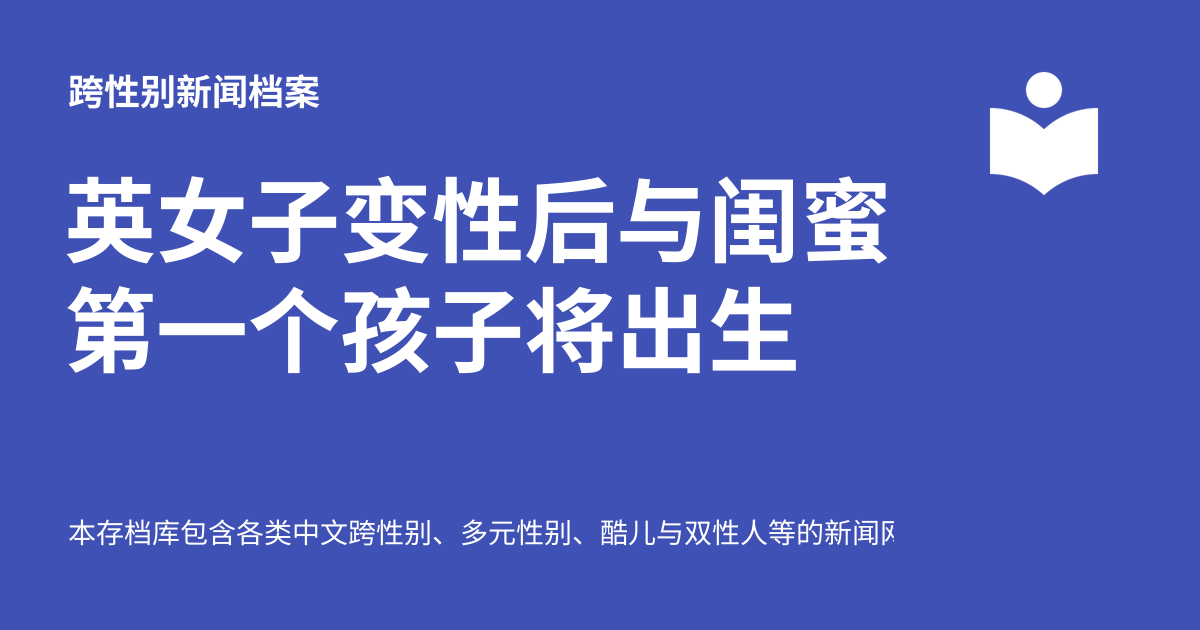 跨性别新闻档案
英女子变性后与闺蜜
第一个孩子将出生
本存档库包含各类中文跨性别、多元性别、酷儿与双性人等的新闻